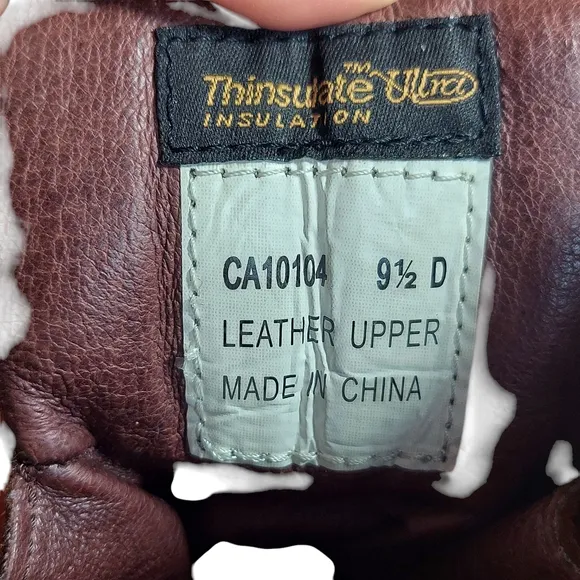 Thinsulate™ Ultra
INSULATION
CA10104 9½ D
LEATHER UPPER
MADE IN CHINA